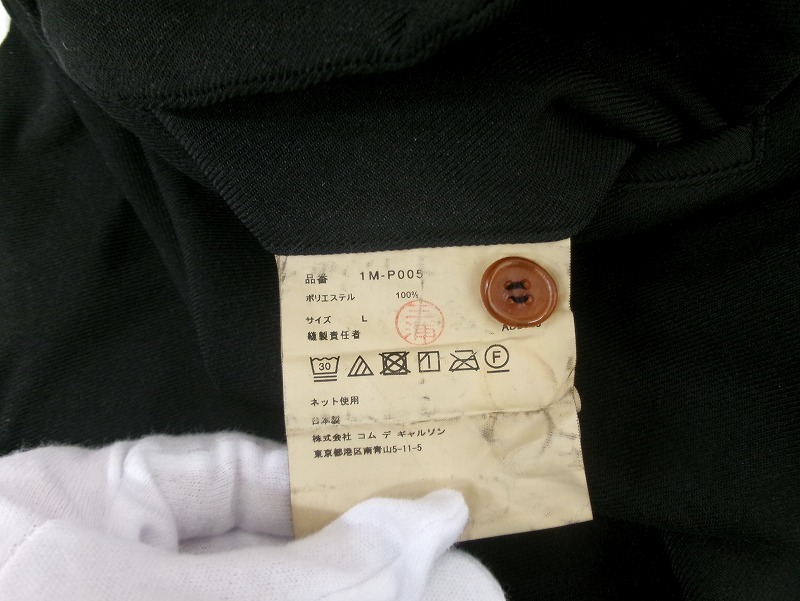 品番 1M-P005
ポリエステル 100%
サイズ L
縫製責任者 三浦
30 F
ネット使用
日本製
株式会社 コム デ ギャルソン
東京都港区南青山5-11-5